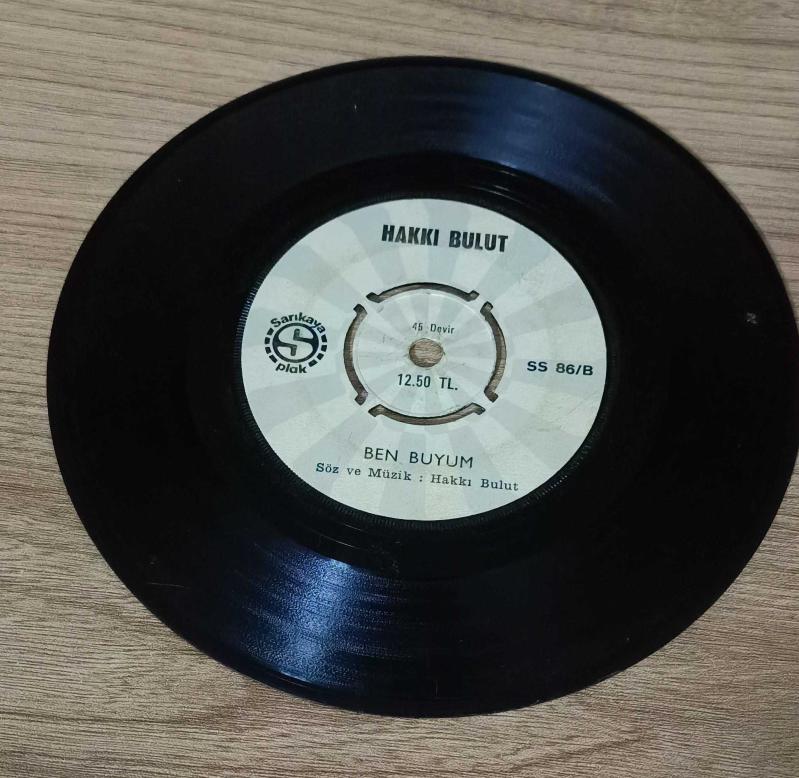 HAKKI BULUT
Sarıkaya
plak
45 Devir
12.50 TL.
SS 86/B
BEN BUYUM
Söz ve Müzik : Hakkı Bulut